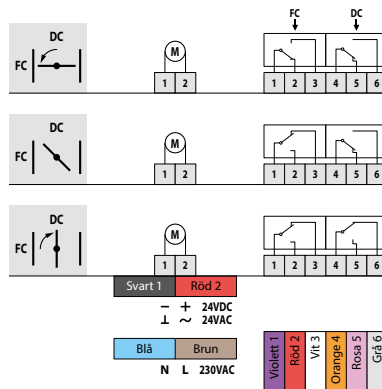 FC DC
DC
FC
M
1 2
1 2 3 4 5 6
DC
FC
M
1 2
1 2 3 4 5 6
DC
FC
M
1 2
1 2 3 4 5 6
Svart 1 Röd 2
− + 24VDC
⊥ ~ 24VAC
Blå Brun
N L 230VAC
Violett 1
Röd 2
Vit 3
Orange 4
Rosa 5
Grå 6